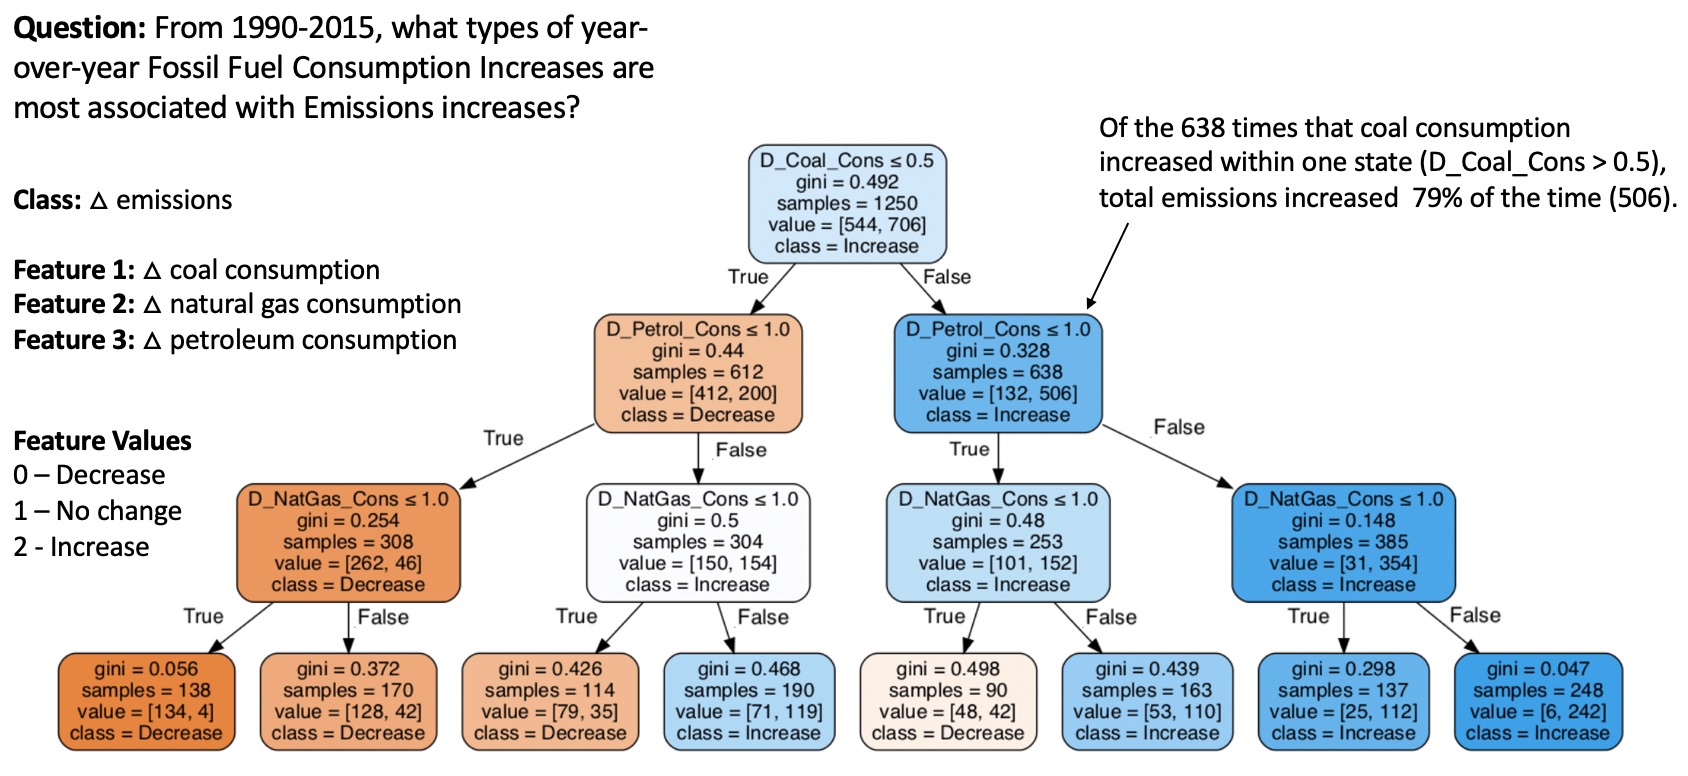 Question: From 1990-2015, what types of year-
over-year Fossil Fuel Consumption Increases are
most associated with Emissions increases?
Of the 638 times that coal consumption
increased within one state (D_Coal_Cons > 0.5),
total emissions increased 79% of the time (506).
Class: △ emissions
Feature 1: △ coal consumption
Feature 2: △ natural gas consumption
Feature 3: △ petroleum consumption
Feature Values
0 – Decrease
1 – No change
2 - Increase
D_Coal_Cons ≤ 0.5
gini = 0.492
samples = 1250
value = [544, 706]
class = Increase
True
False
D_Petrol_Cons ≤ 1.0
gini = 0.44
samples = 612
value = [412, 200]
class = Decrease
D_Petrol_Cons ≤ 1.0
gini = 0.328
samples = 638
value = [132, 506]
class = Increase
True
False
True
False
D_NatGas_Cons ≤ 1.0
gini = 0.254
samples = 308
value = [262, 46]
class = Decrease
D_NatGas_Cons ≤ 1.0
gini = 0.5
samples = 304
value = [150, 154]
class = Increase
D_NatGas_Cons ≤ 1.0
gini = 0.48
samples = 253
value = [101, 152]
class = Increase
D_NatGas_Cons ≤ 1.0
gini = 0.148
samples = 385
value = [31, 354]
class = Increase
True
False
True
False
True
False
True
False
gini = 0.056
samples = 138
value = [134, 4]
class = Decrease
gini = 0.372
samples = 170
value = [128, 42]
class = Decrease
gini = 0.426
samples = 114
value = [79, 35]
class = Decrease
gini = 0.468
samples = 190
value = [71, 119]
class = Increase
gini = 0.498
samples = 90
value = [48, 42]
class = Decrease
gini = 0.439
samples = 163
value = [53, 110]
class = Increase
gini = 0.298
samples = 137
value = [25, 112]
class = Increase
gini = 0.047
samples = 248
value = [6, 242]
class = Increase